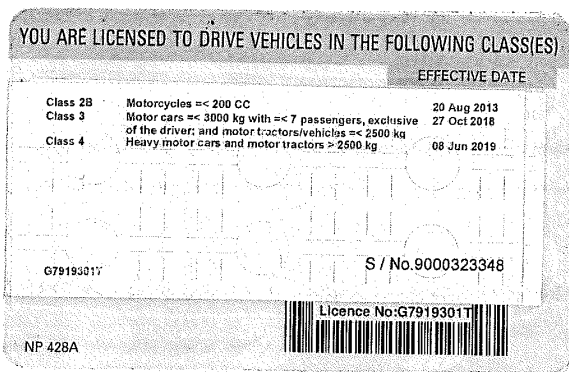 YOU ARE LICENSED TO DRIVE VEHICLES IN THE FOLLOWING CLASS(ES)
EFFECTIVE DATE
Class 2B Motorcycles =< 200 CC 20 Aug 2013
Class 3 Motor cars =< 3000 kg with =< 7 passengers, exclusive 27 Oct 2018
of the driver; and motor tractors/vehicles =< 2500 kg
Class 4 Heavy motor cars and motor tractors > 2500 kg 08 Jun 2019
G7919301T S / No.9000323348
Licence No:G7919301T
NP 428A